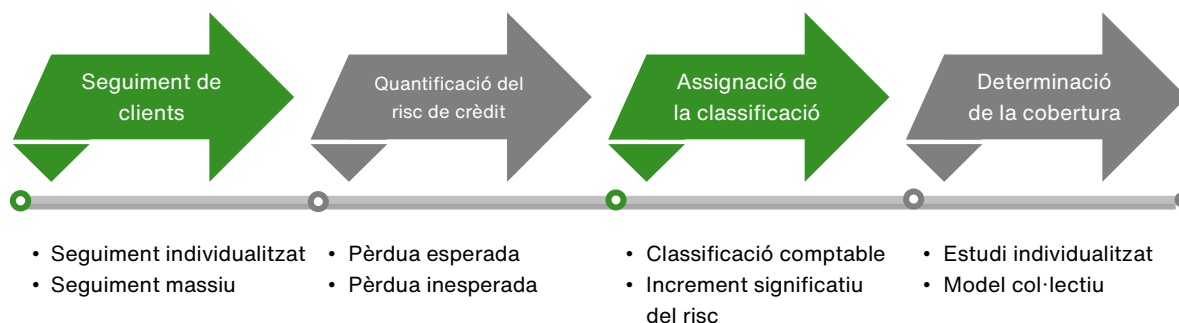 Seguiment de
clients
Quantificació del
risc de crèdit
Assignació de
la classificació
Determinació
de la cobertura
• Seguiment individualitzat
• Seguiment massiu
• Pèrdua esperada
• Pèrdua inesperada
• Classificació comptable
• Increment significatiu
del risc
• Estudi individualitzat
• Model col·lectiu